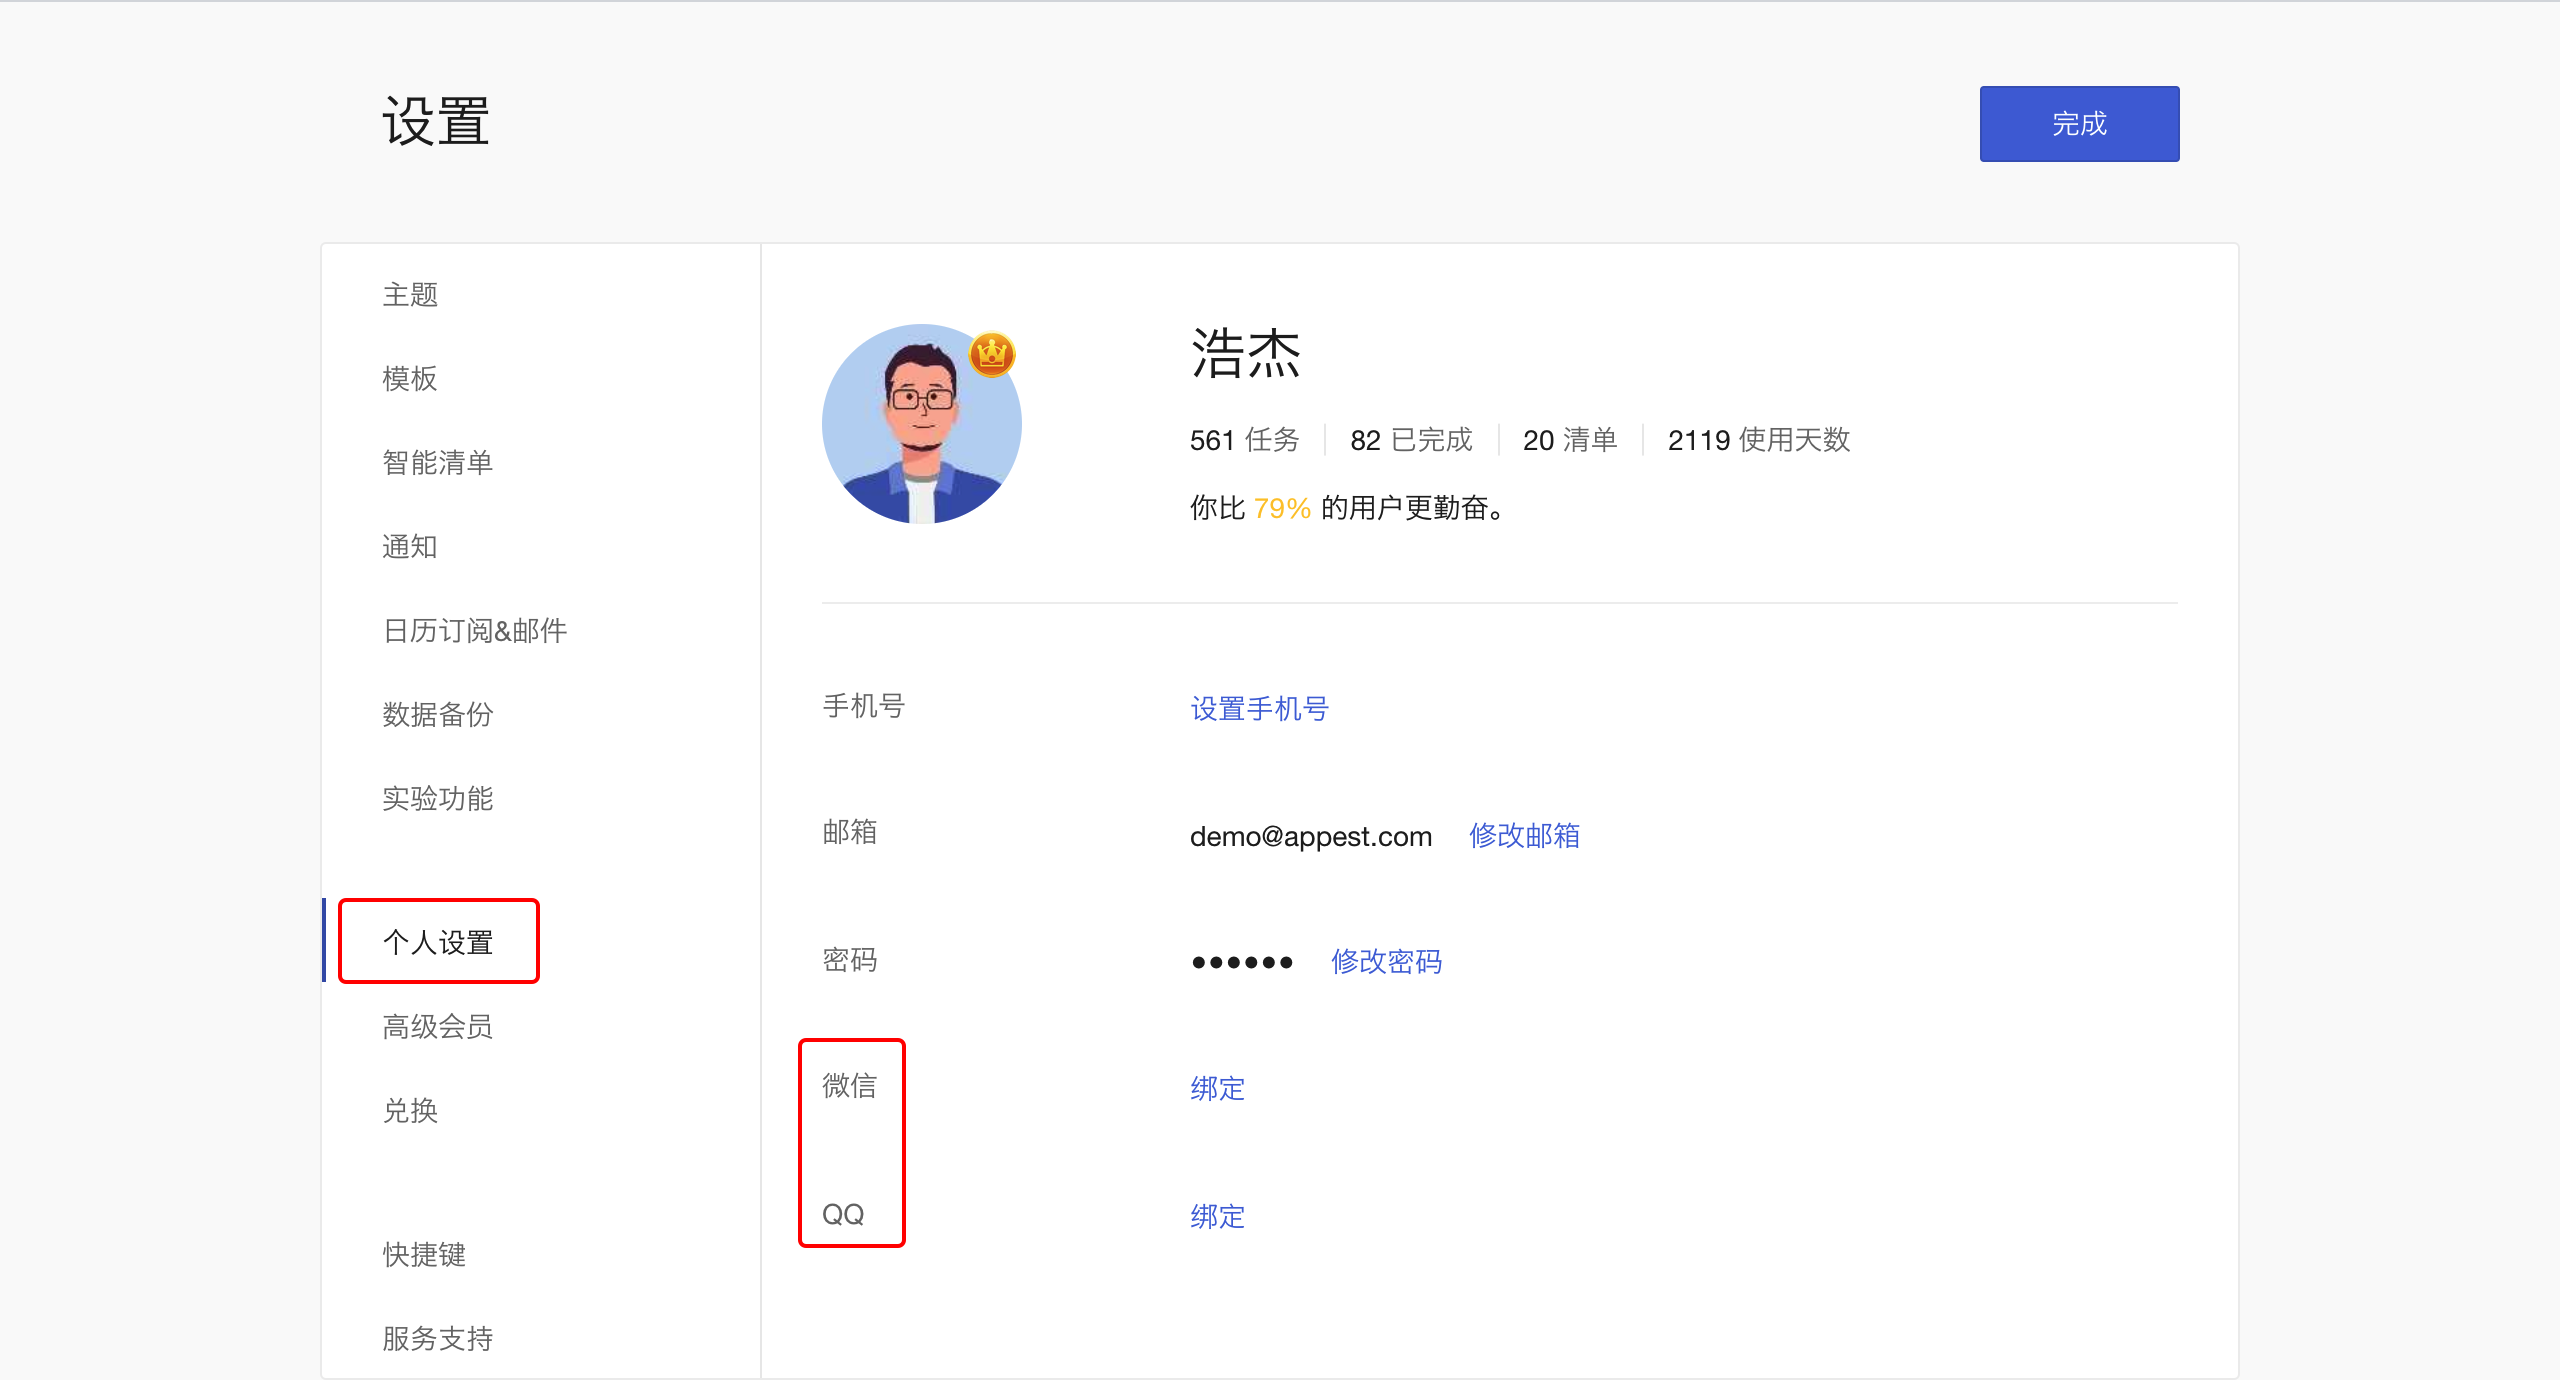 设置
完成
主题
模板
智能清单
通知
日历订阅&邮件
数据备份
实验功能
个人设置
高级会员
兑换
快捷键
服务支持
浩杰
561 任务 82 已完成 20 清单 2119 使用天数
你比 79% 的用户更勤奋。
手机号 设置手机号
邮箱 demo@appest.com 修改邮箱
密码 •••••• 修改密码
微信 绑定
QQ 绑定